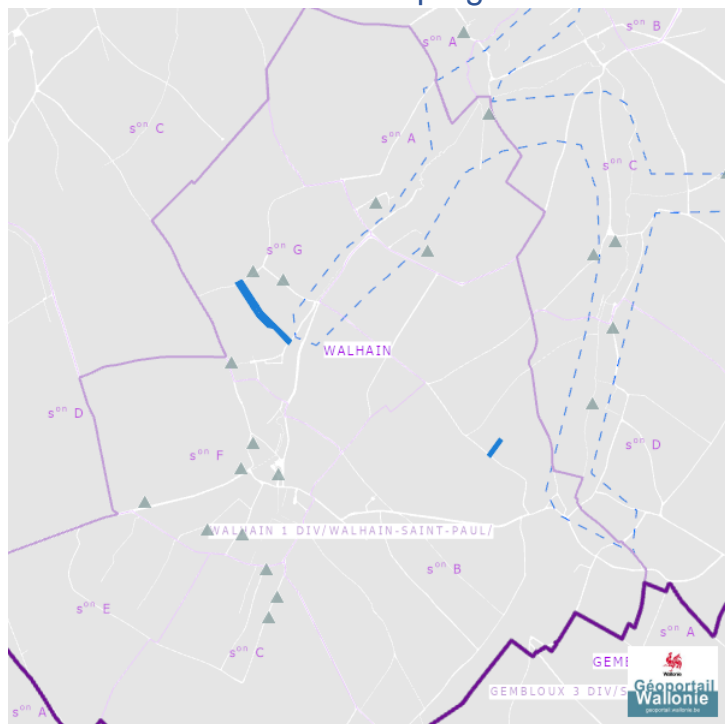 sᵒⁿ A
sᵒⁿ B
sᵒⁿ C
sᵒⁿ A
sᵒⁿ C
sᵒⁿ G
WALHAIN
sᵒⁿ D
sᵒⁿ F
sᵒⁿ D
WALHAIN 1 DIV/WALHAIN-SAINT-PAUL/
sᵒⁿ B
sᵒⁿ E
sᵒⁿ A
sᵒⁿ C
GEMB
Wallonie
GEMBLOUX 3 DIV/S
Géoportail
Wallonie
geoportail.wallonie.be
sᵒⁿ A